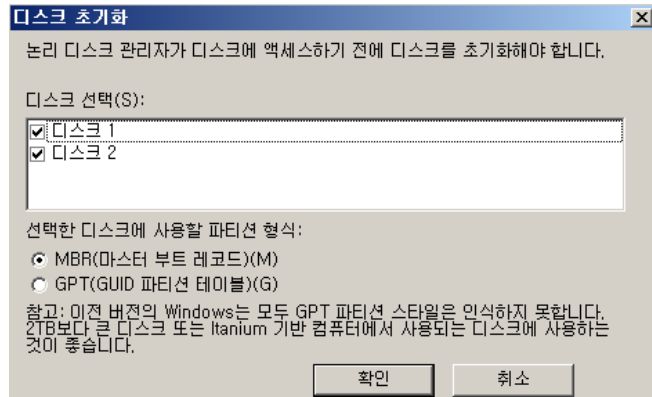 디스크 초기화
논리 디스크 관리자가 디스크에 액세스하기 전에 디스크를 초기화해야 합니다.
디스크 선택(S):
디스크 1
디스크 2
선택한 디스크에 사용할 파티션 형식:
MBR(마스터 부트 레코드)(M)
GPT(GUID 파티션 테이블)(G)
참고: 이전 버전의 Windows는 모두 GPT 파티션 스타일은 인식하지 못합니다.
2TB보다 큰 디스크 또는 Itanium 기반 컴퓨터에서 사용되는 디스크에 사용하는
것이 좋습니다.
확인 취소